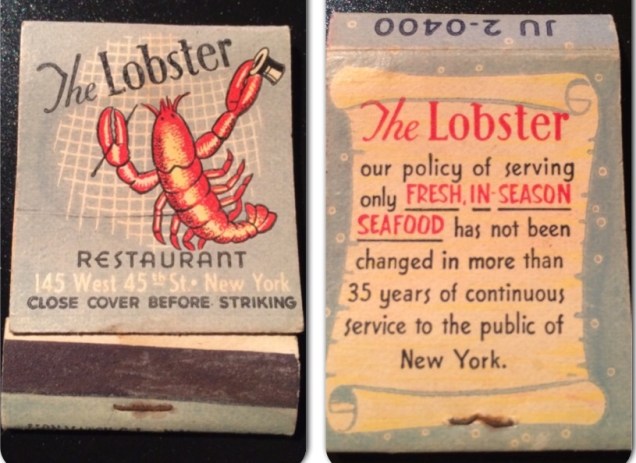 The Lobster
RESTAURANT
145 West 45th St. • New York
CLOSE COVER BEFORE STRIKING
JU 2-0400
The Lobster
our policy of serving
only FRESH, IN-SEASON
SEAFOOD has not been
changed in more than
35 years of continuous
service to the public of
New York.